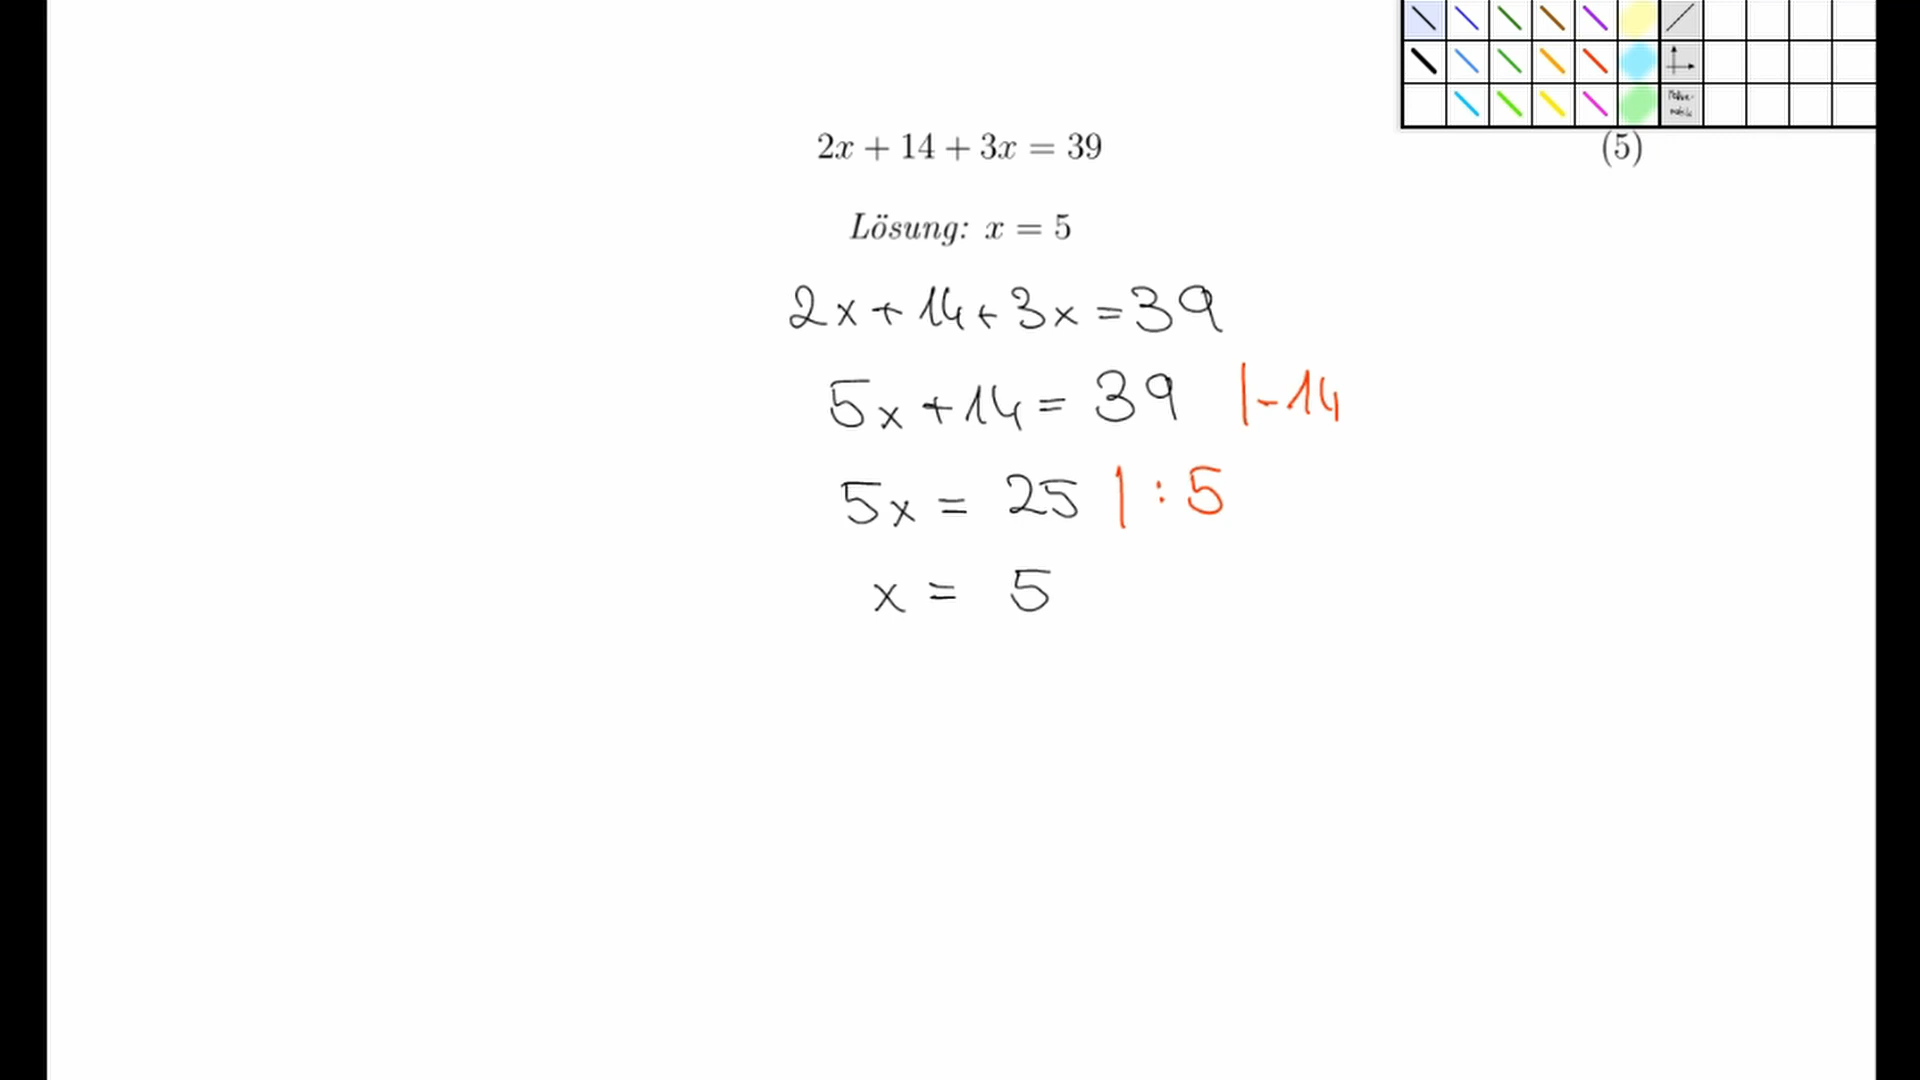 2x + 14 + 3x = 39 (5)
Lösung: x = 5
2x + 14 + 3x = 39
5x + 14 = 39 | - 14
5x = 25 | : 5
x = 5